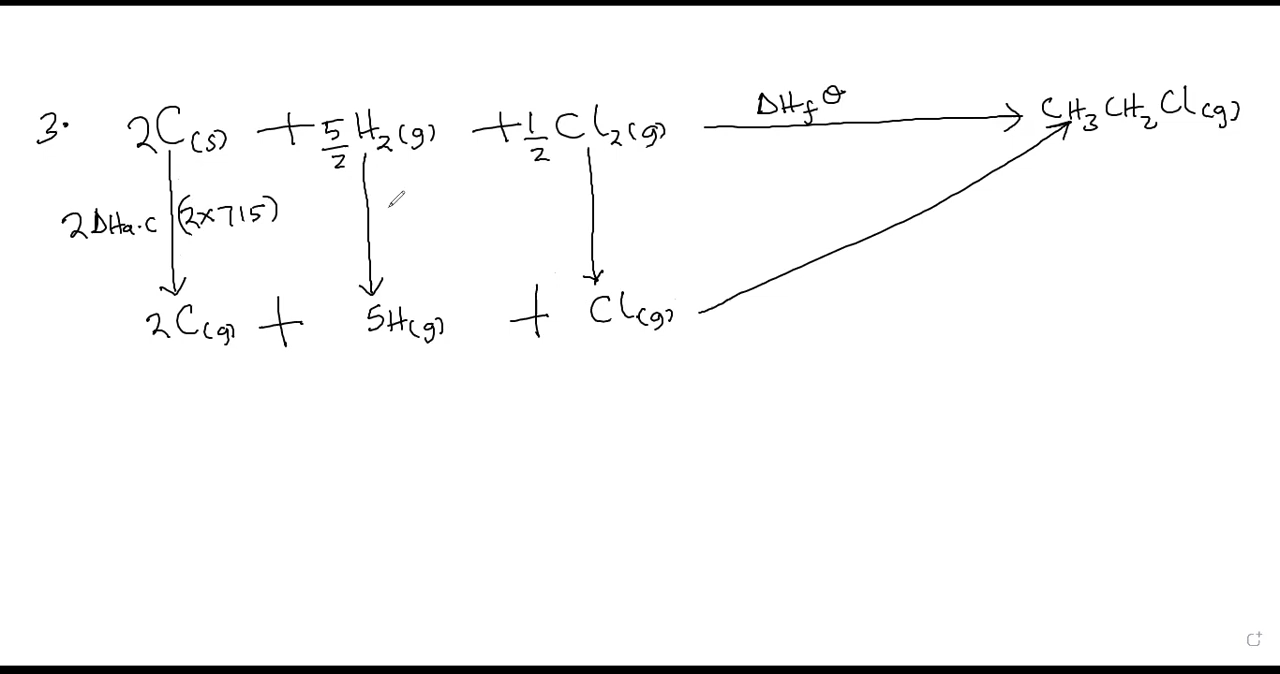 3. 2C(s) + 5/2 H₂(g) + 1/2 Cl₂(g) ΔHf⦵ → CH₃CH₂Cl(g)
2ΔHa.C (2×715)
2C(g) + 5H(g) + Cl(g)